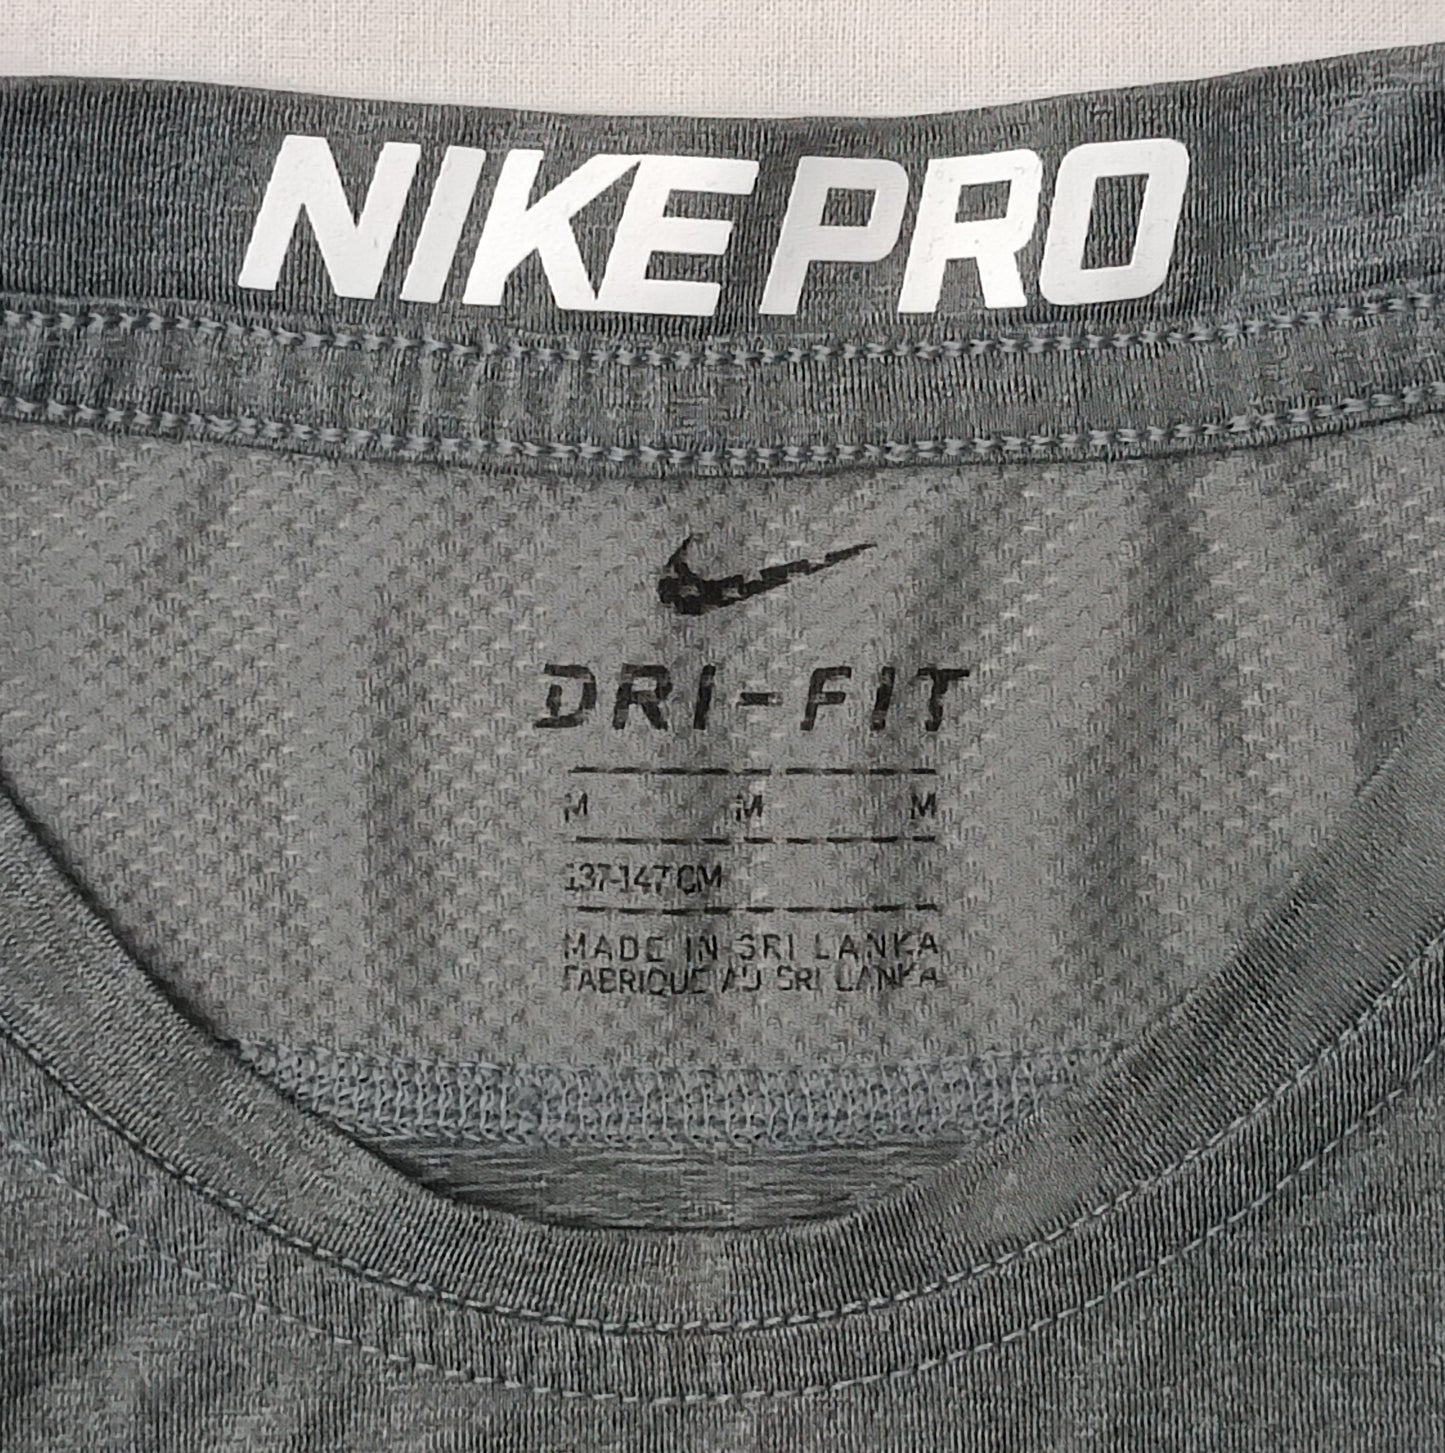 NIKE PRO
DRI-FIT
M M M
137-147 CM
MADE IN SRI LANKA
FABRIQUE AU SRI LANKA